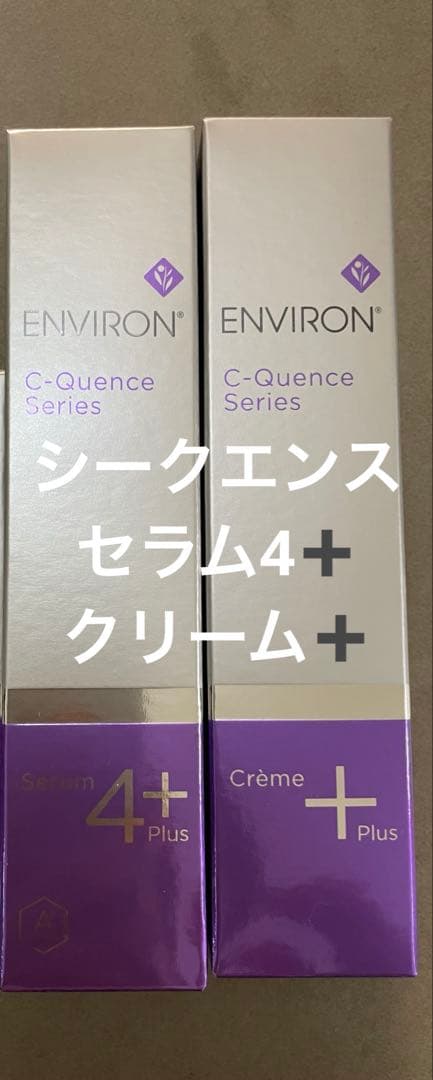 ENVIRON®
C-Quence
Series
Serum
4+
Plus
A
ENVIRON®
C-Quence
Series
Crème
+
Plus
シークエンス
セラム4➕
クリーム➕